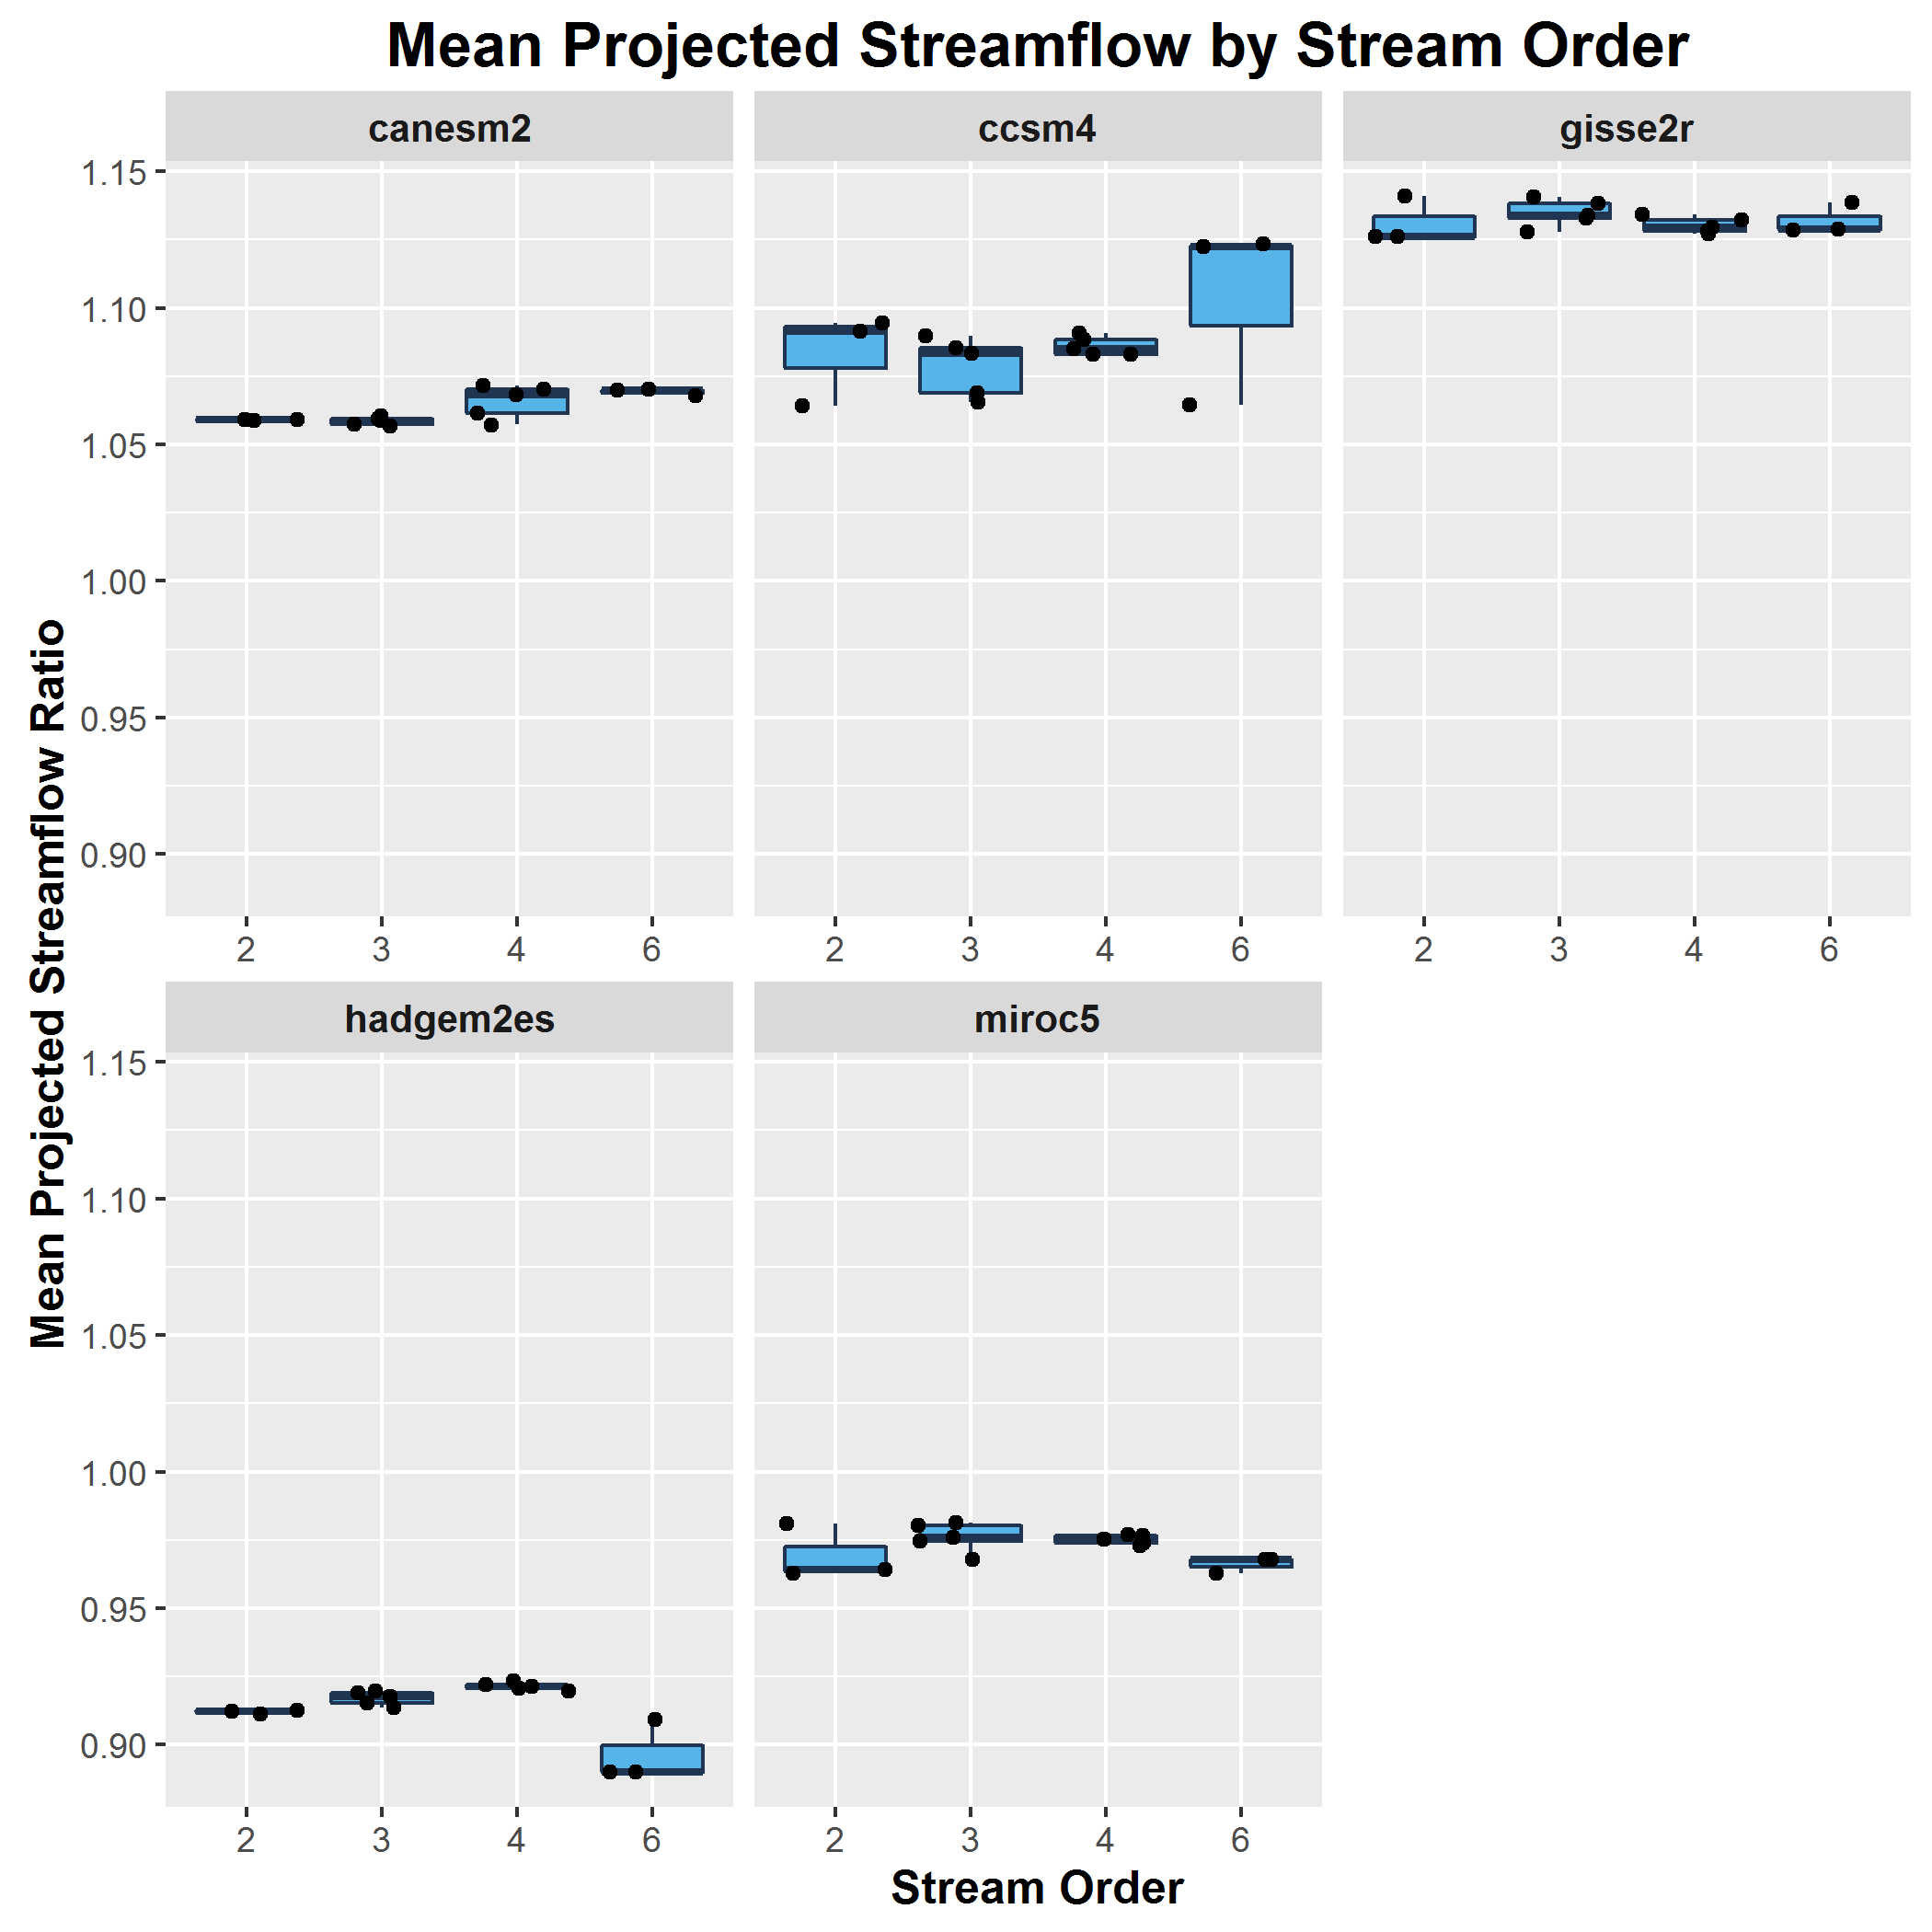 Mean Projected Streamflow by Stream Order
canesm2
ccsm4
gisse2r
1.15
1.10
1.05
1.00
0.95
0.90
2 3 4 6
2 3 4 6
2 3 4 6
Mean Projected Streamflow Ratio
hadgem2es
miroc5
1.15
1.10
1.05
1.00
0.95
0.90
2 3 4 6
2 3 4 6
Stream Order